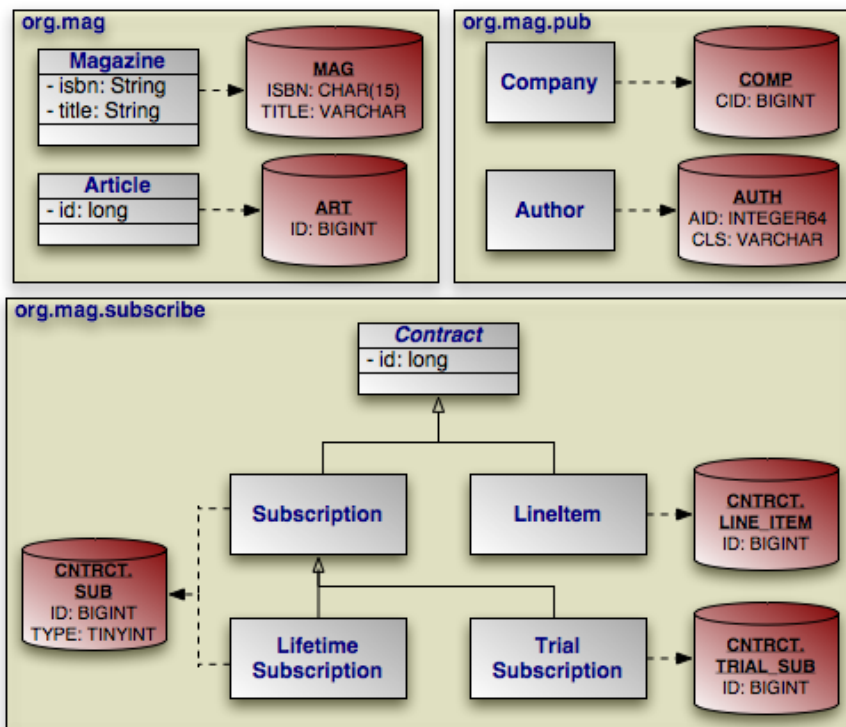 org.mag
Magazine
- isbn: String
- title: String
MAG
ISBN: CHAR(15)
TITLE: VARCHAR
Article
- id: long
ART
ID: BIGINT
org.mag.pub
Company
COMP
CID: BIGINT
Author
AUTH
AID: INTEGER64
CLS: VARCHAR
org.mag.subscribe
Contract
- id: long
Subscription
LineItem
CNTRCT.
LINE_ITEM
ID: BIGINT
CNTRCT.
SUB
ID: BIGINT
TYPE: TINYINT
Lifetime
Subscription
Trial
Subscription
CNTRCT.
TRIAL_SUB
ID: BIGINT